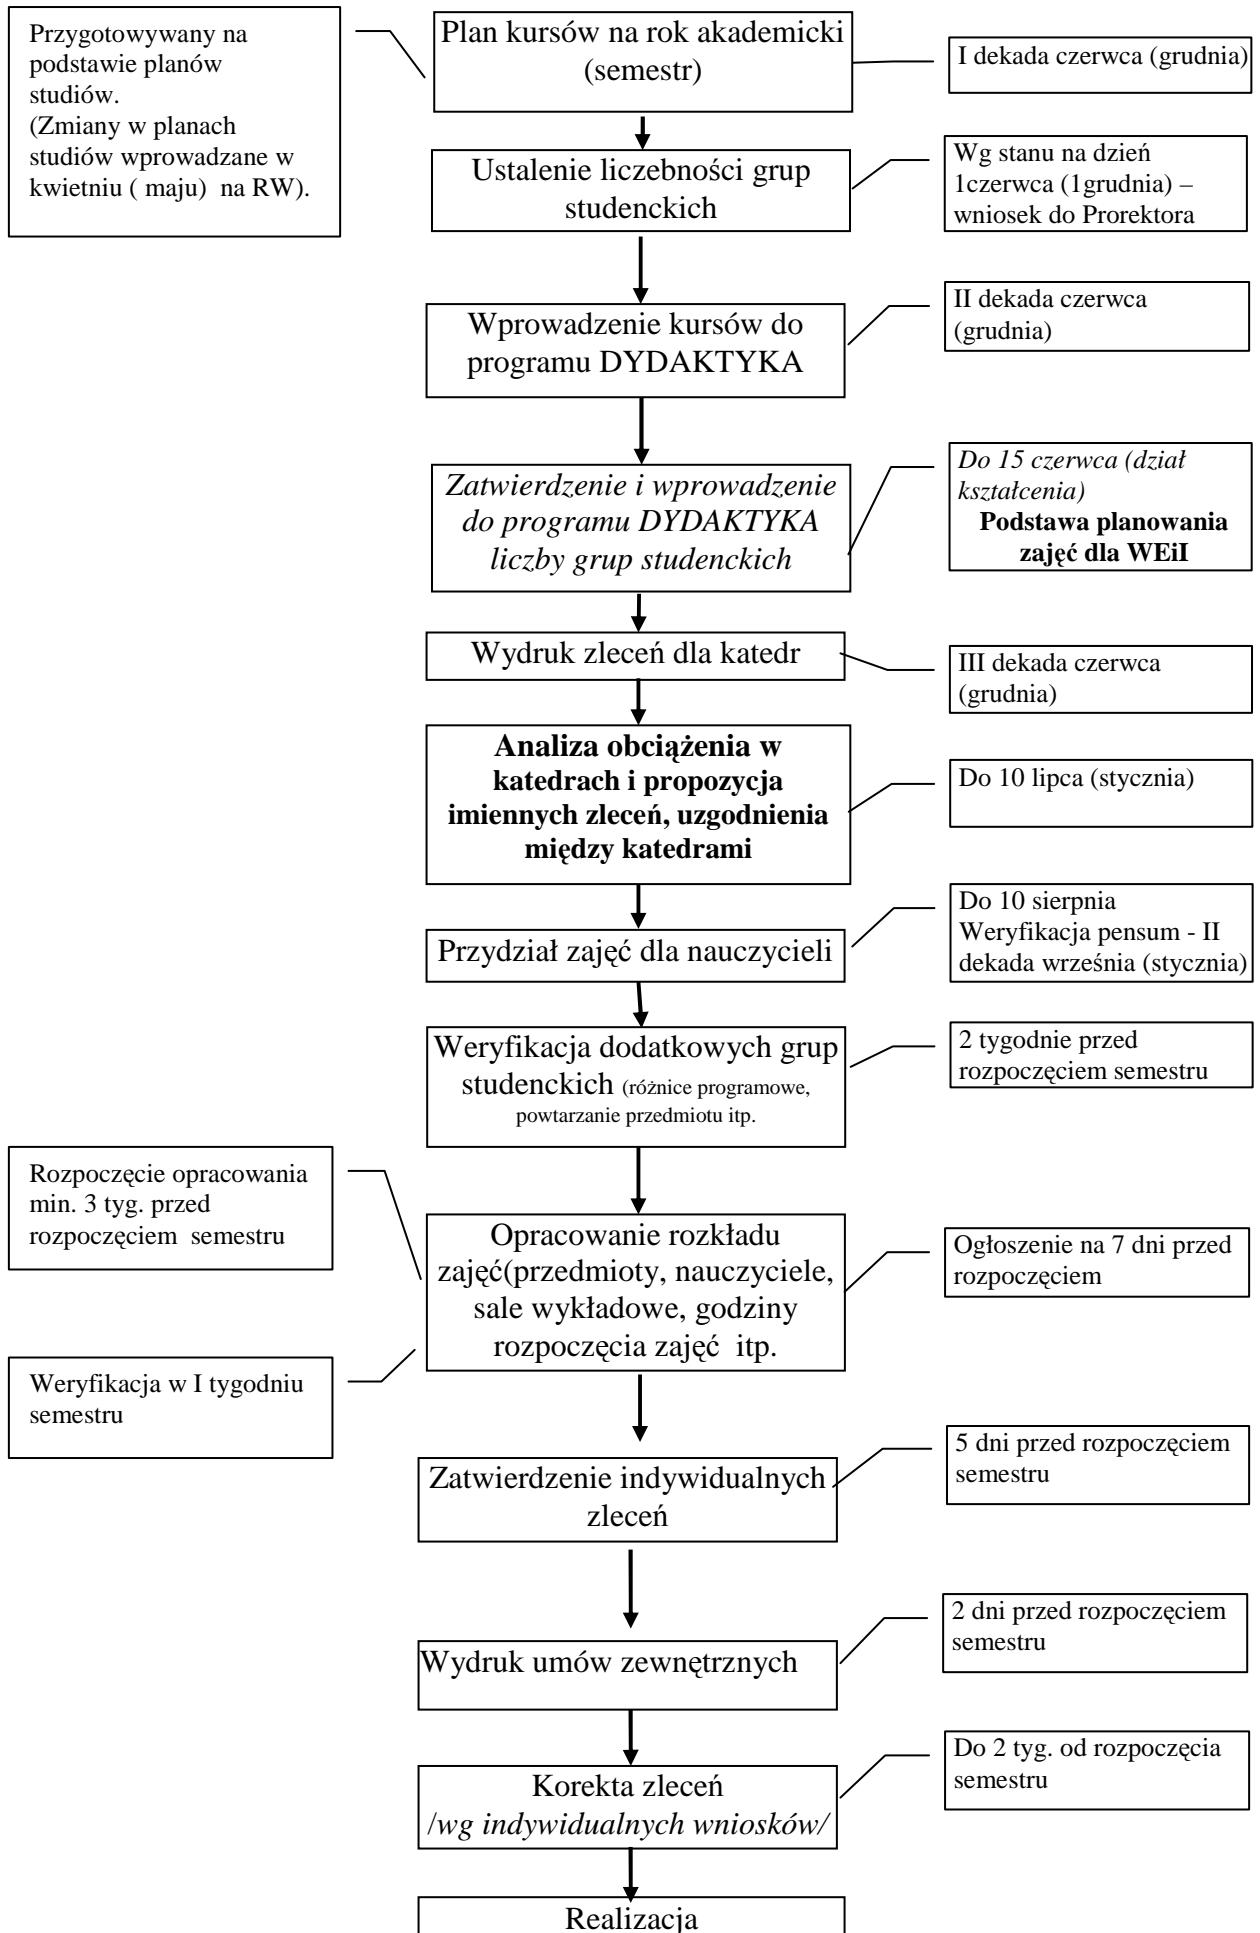 Przygotowywany na
podstawie planów
studiów.
(Zmiany w planach
studiów wprowadzane w
kwietniu ( maju)  na RW).
Plan kursów na rok akademicki
(semestr)
I dekada czerwca (grudnia)
Ustalenie liczebności grup
studenckich
Wg stanu na dzień
1czerwca (1grudnia) –
wniosek do Prorektora
Wprowadzenie kursów do
programu DYDAKTYKA
II dekada czerwca
(grudnia)
Zatwierdzenie i wprowadzenie
do programu DYDAKTYKA
liczby grup studenckich
Do 15 czerwca (dział
kształcenia)
Podstawa planowania
zajęć dla WEiI
Wydruk zleceń dla katedr
III dekada czerwca
(grudnia)
Analiza obciążenia w
katedrach i propozycja
imiennych zleceń, uzgodnienia
między katedrami
Do 10 lipca (stycznia)
Przydział zajęć dla nauczycieli
Do 10 sierpnia
Weryfikacja pensum - II
dekada września (stycznia)
Weryfikacja dodatkowych grup
studenckich (różnice programowe,
powtarzanie przedmiotu itp.
2 tygodnie przed
rozpoczęciem semestru
Rozpoczęcie opracowania
min. 3 tyg. przed
rozpoczęciem  semestru
Opracowanie rozkładu
zajęć(przedmioty, nauczyciele,
sale wykładowe, godziny
rozpoczęcia zajęć  itp.
Ogłoszenie na 7 dni przed
rozpoczęciem
Weryfikacja w I tygodniu
semestru
Zatwierdzenie indywidualnych
zleceń
5 dni przed rozpoczęciem
semestru
Wydruk umów zewnętrznych
2 dni przed rozpoczęciem
semestru
Korekta zleceń
/wg indywidualnych wniosków/
Do 2 tyg. od rozpoczęcia
semestru
Realizacja